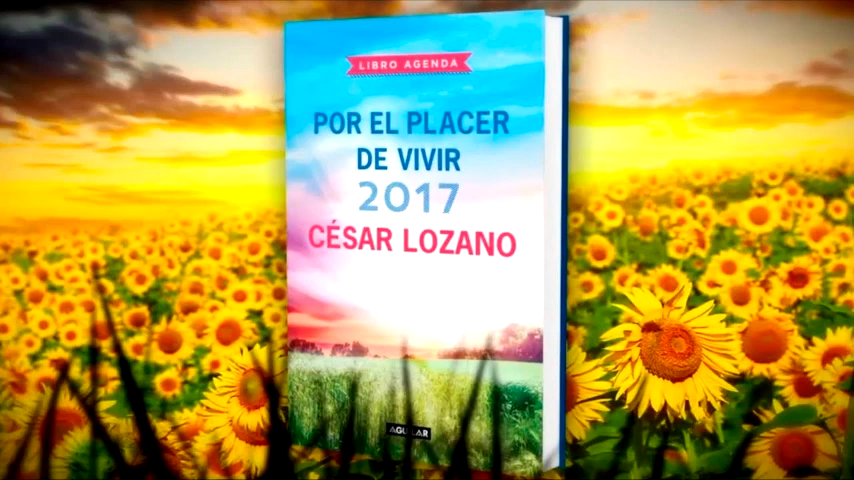 LIBRO AGENDA
POR EL PLACER
DE VIVIR
2017
CÉSAR LOZANO
AGUILAR